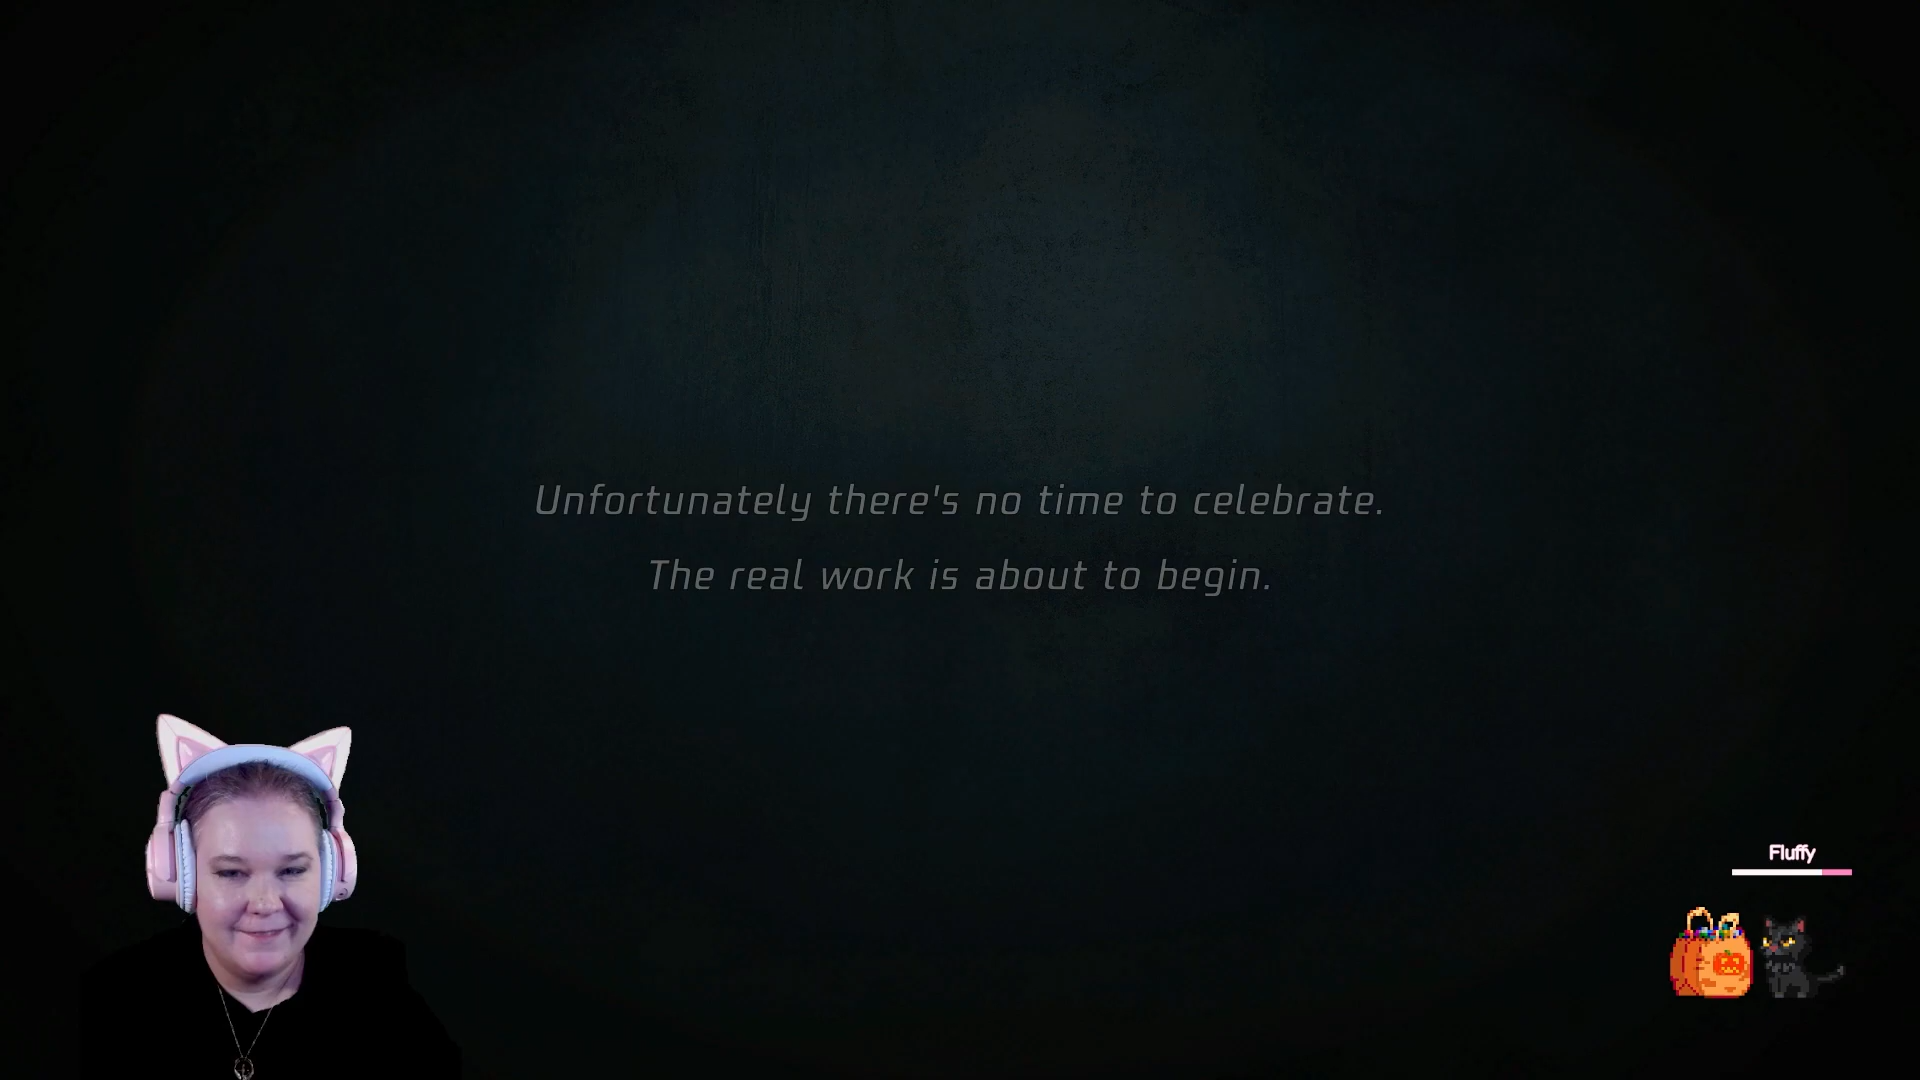 Unfortunately there's no time to celebrate.
The real work is about to begin.
Fluffy